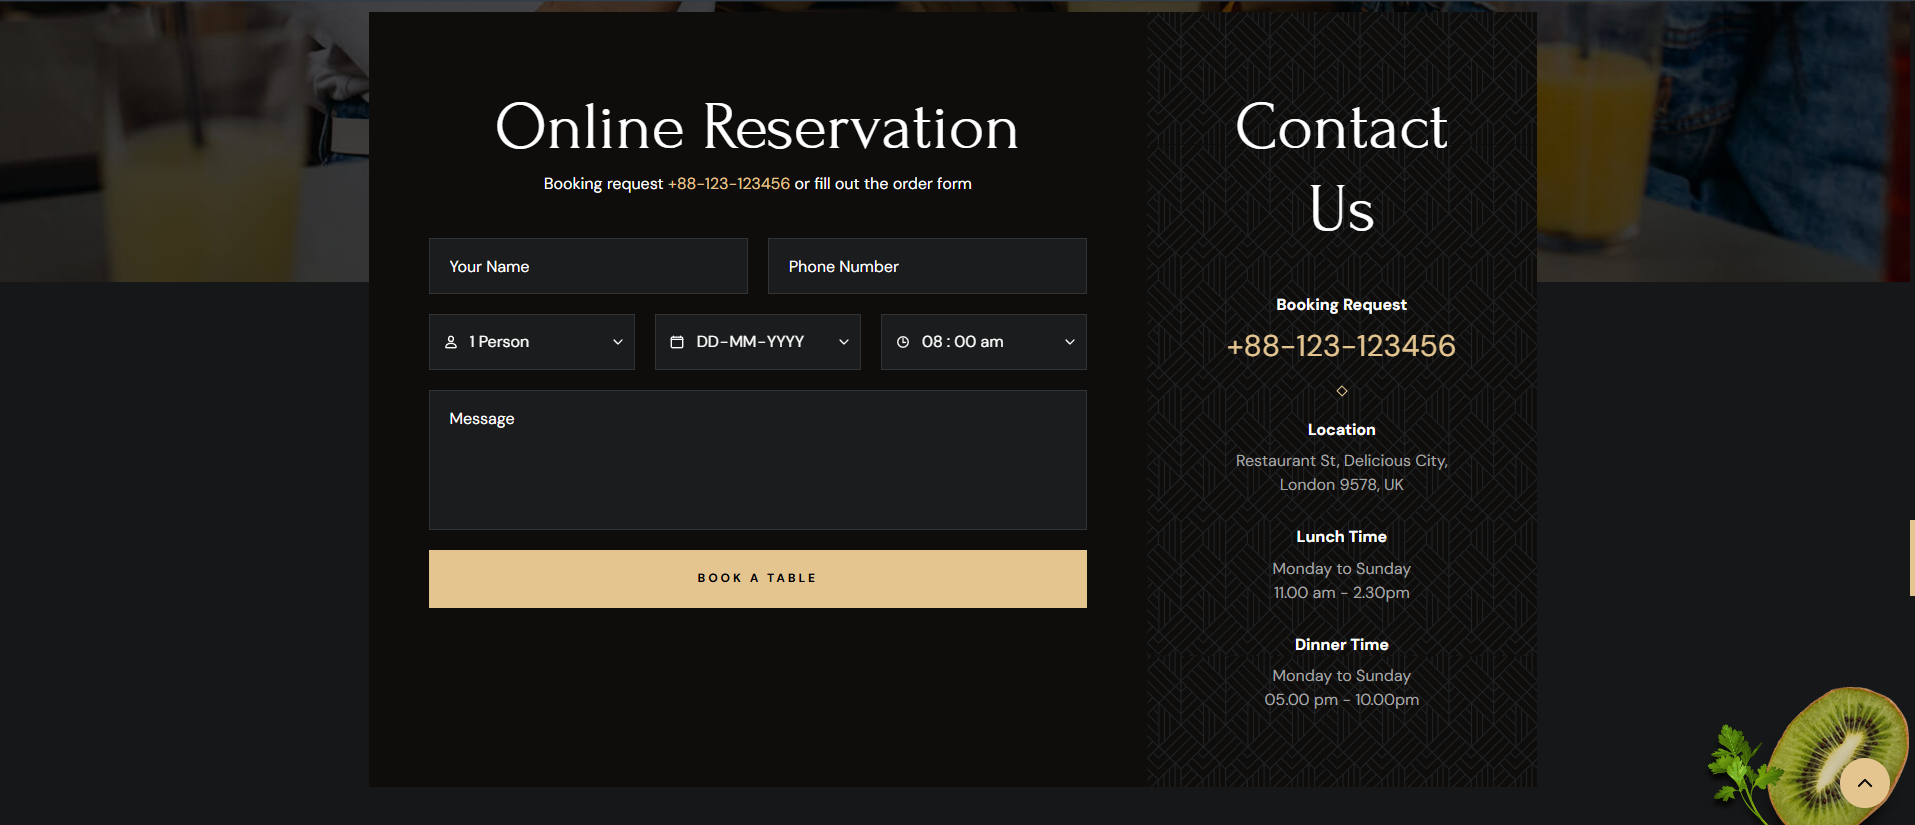 Online Reservation
Booking request +88-123-123456 or fill out the order form
Your Name
Phone Number
1 Person
DD-MM-YYYY
08 : 00 am
Message
BOOK A TABLE
Contact
Us
Booking Request
+88-123-123456
Location
Restaurant St, Delicious City,
London 9578, UK
Lunch Time
Monday to Sunday
11.00 am - 2.30pm
Dinner Time
Monday to Sunday
05.00 pm - 10.00pm